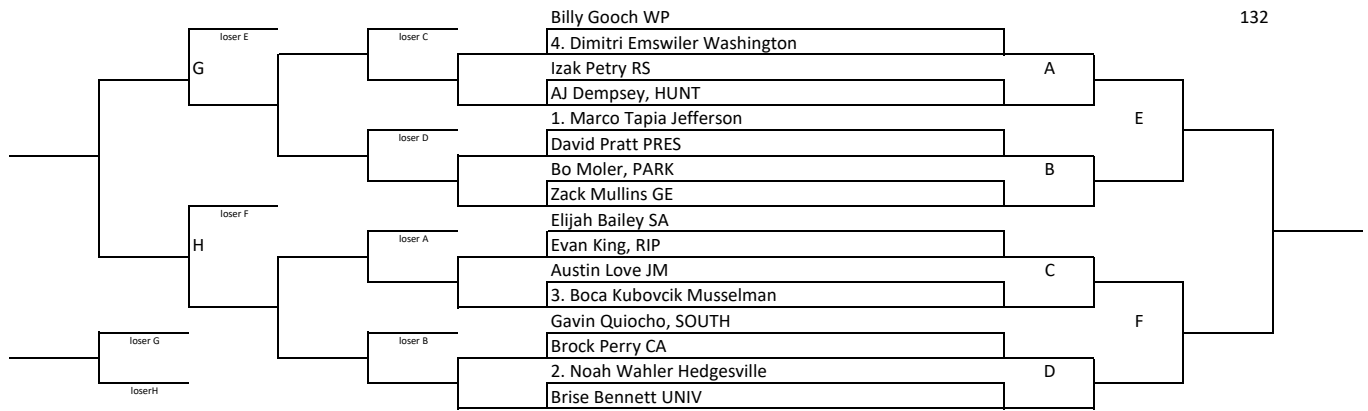 Billy Gooch WP 132
loser E loser C
4. Dimitri Emswiler Washington
G Izak Petry RS A
AJ Dempsey, HUNT
1. Marco Tapia Jefferson E
loser D
David Pratt PRES
Bo Moler, PARK B
Zack Mullins GE
loser F
Elijah Bailey SA
loser A
H Evan King, RIP
Austin Love JM C
3. Boca Kubovcik Musselman
Gavin Quiocho, SOUTH F
loser G loser B
Brock Perry CA
2. Noah Wahler Hedgesville D
loserH
Brise Bennett UNIV